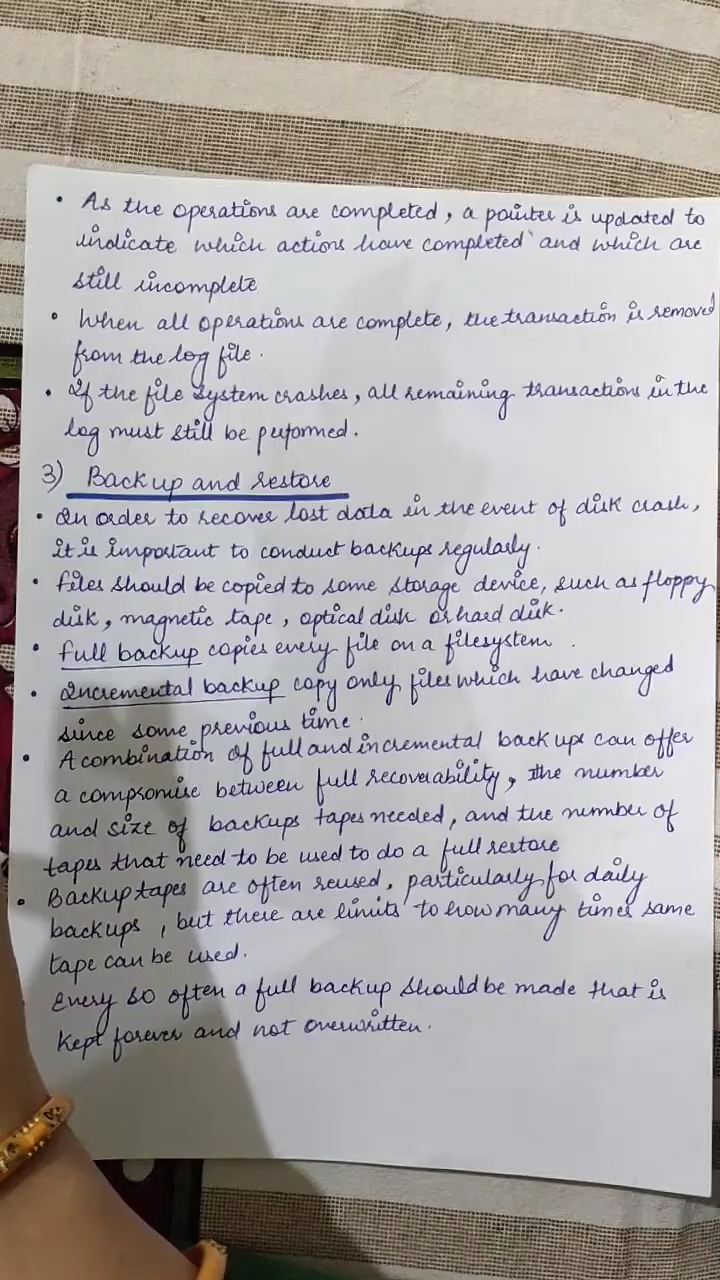 • As the operations are completed, a pointer is updated to
indicate which actions have completed and which are
still incomplete
• When all operations are complete, the transaction is removed
from the log file.
• If the file system crashes, all remaining transactions in the
log must still be performed.
3) Backup and restore
• In order to recover lost data in the event of disk crash,
it is important to conduct backups regularly.
• files should be copied to some storage device, such as floppy
disk, magnetic tape, optical disk or hard disk.
• full backup copies every file on a filesystem.
• Incremental backup copy only files which have changed
since some previous time.
• A combination of full and incremental backups can offer
a compromise between full recoverability, the number
and size of backups tapes needed, and the number of
tapes that need to be used to do a full restore
• Backup tapes are often reused, particularly for daily
backups, but there are limits to how many times same
tape can be used.
Every so often a full backup should be made that is
kept forever and not overwritten.